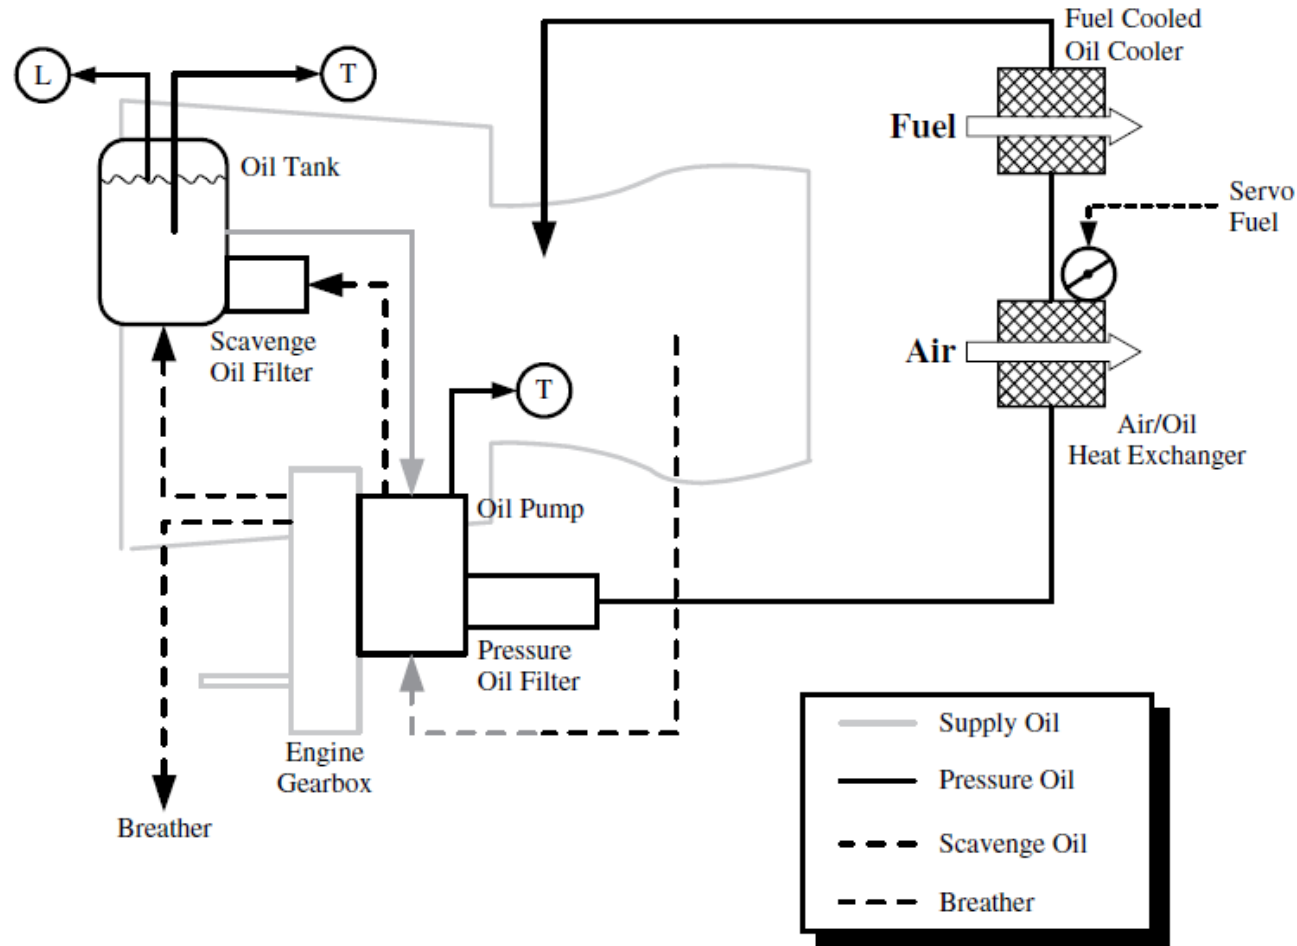 Fuel Cooled
Oil Cooler
L
T
Fuel
Oil Tank
Servo
Fuel
Scavenge
Oil Filter
Air
T
Air/Oil
Heat Exchanger
Oil Pump
Pressure
Oil Filter
Engine
Gearbox
Breather
Supply Oil
Pressure Oil
Scavenge Oil
Breather